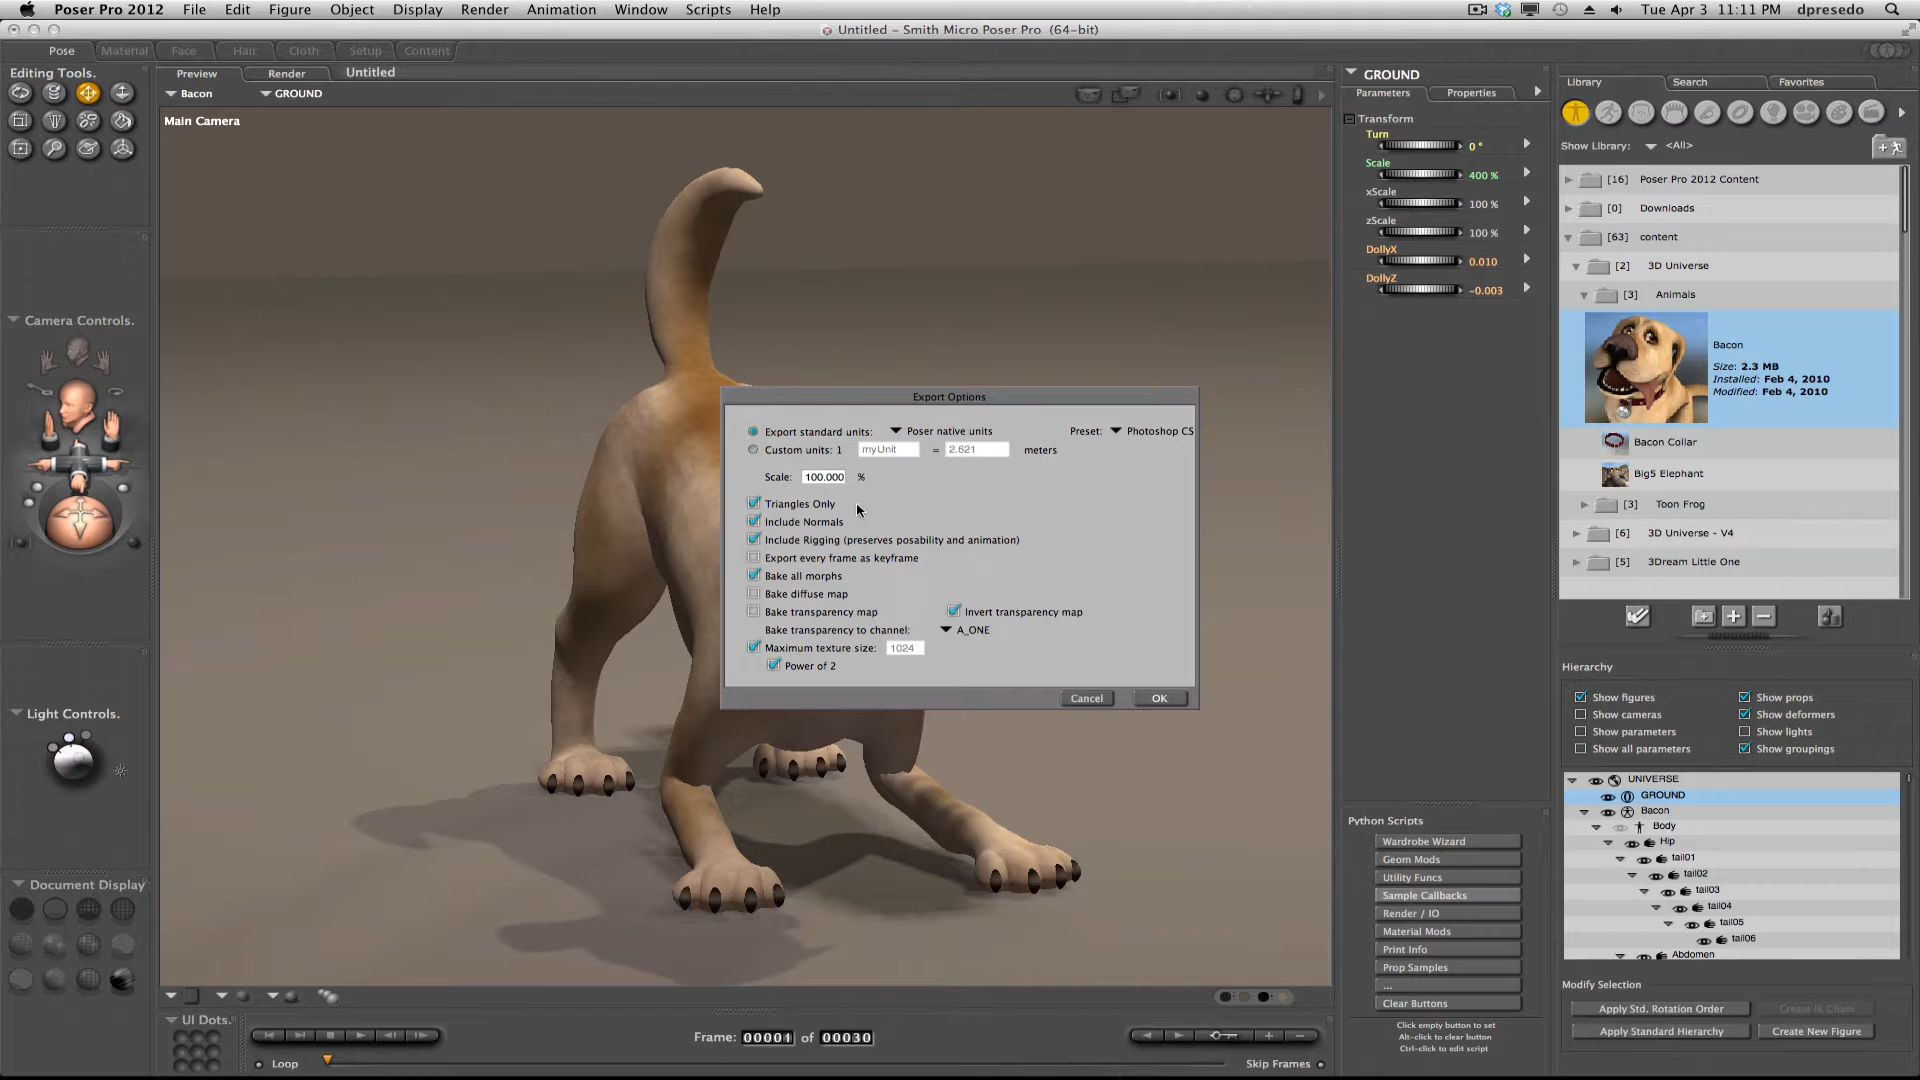 Poser Pro 2012 File Edit Figure Object Display Render Animation Window Scripts Help Tue Apr 3 11:11 PM dpresedo
Untitled – Smith Micro Poser Pro (64-bit)
Pose Material Face Hair Cloth Setup Content
Editing Tools.
Preview Render Untitled
Bacon GROUND
Main Camera
Camera Controls.
Light Controls.
Document Display
UI Dots.
Export Options
Export standard units: Poser native units Preset: Photoshop CS
Custom units: 1 myUnit = 2.621 meters
Scale: 100.000 %
Triangles Only
Include Normals
Include Rigging (preserves posability and animation)
Export every frame as keyframe
Bake all morphs
Bake diffuse map
Bake transparency map Invert transparency map
Bake transparency to channel: A_ONE
Maximum texture size: 1024
Power of 2
Cancel OK
Frame: 00001 of 00030
Loop Skip Frames
GROUND
Parameters Properties
Transform
Turn
0 °
Scale
400 %
xScale
100 %
zScale
100 %
DollyX
0.010
DollyZ
-0.003
Python Scripts
Wardrobe Wizard
Geom Mods
Utility Funcs
Sample Callbacks
Render / IO
Material Mods
Print Info
Prop Samples
...
Clear Buttons
Click empty button to set
Alt-click to clear button
Ctrl-click to edit script
Library Search Favorites
Show Library: <All>
[16] Poser Pro 2012 Content
[0] Downloads
[63] content
[2] 3D Universe
[3] Animals
Bacon
Size: 2.3 MB
Installed: Feb 4, 2010
Modified: Feb 4, 2010
Bacon Collar
Big5 Elephant
[3] Toon Frog
[6] 3D Universe - V4
[5] 3Dream Little One
Hierarchy
Show figures Show props
Show cameras Show deformers
Show parameters Show lights
Show all parameters Show groupings
UNIVERSE
GROUND
Bacon
Body
Hip
tail01
tail02
tail03
tail04
tail05
tail06
Abdomen
Modify Selection
Apply Std. Rotation Order Create IK Chain
Apply Standard Hierarchy Create New Figure